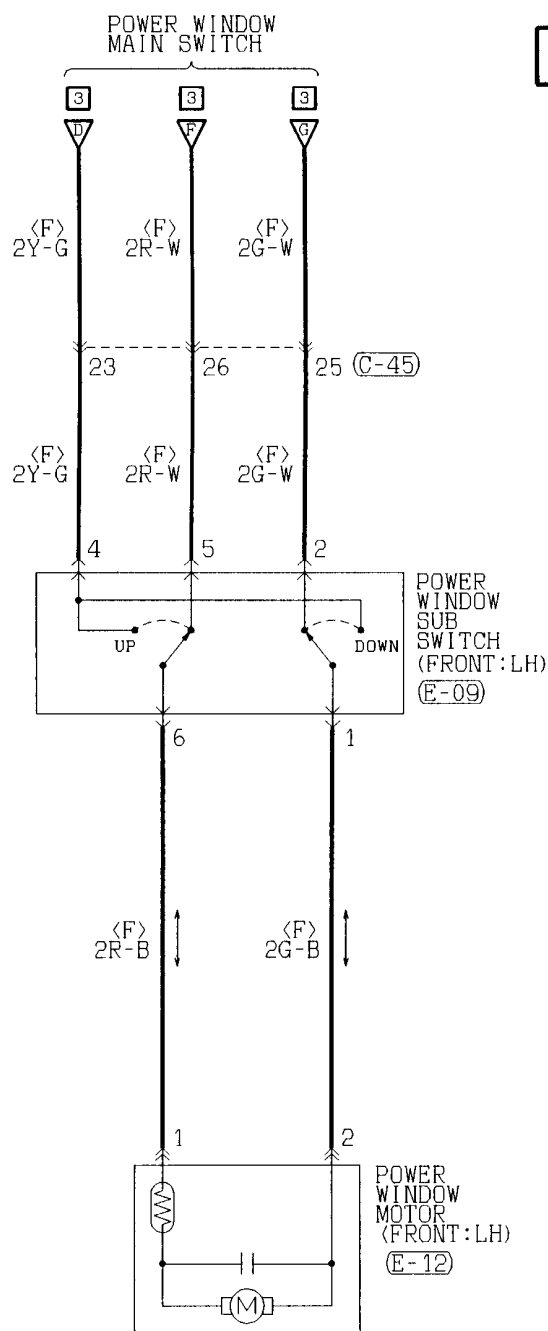 POWER WINDOW
MAIN SWITCH
3 3 3
D F G
<F> <F> <F>
2Y-G 2R-W 2G-W
23 26 25 C-45
<F> <F> <F>
2Y-G 2R-W 2G-W
4 5 2
UP DOWN
POWER
WINDOW
SUB
SWITCH
(FRONT:LH)
E-09
6 1
<F> <F>
2R-B 2G-B
1 2
M
POWER
WINDOW
MOTOR
(FRONT:LH)
E-12